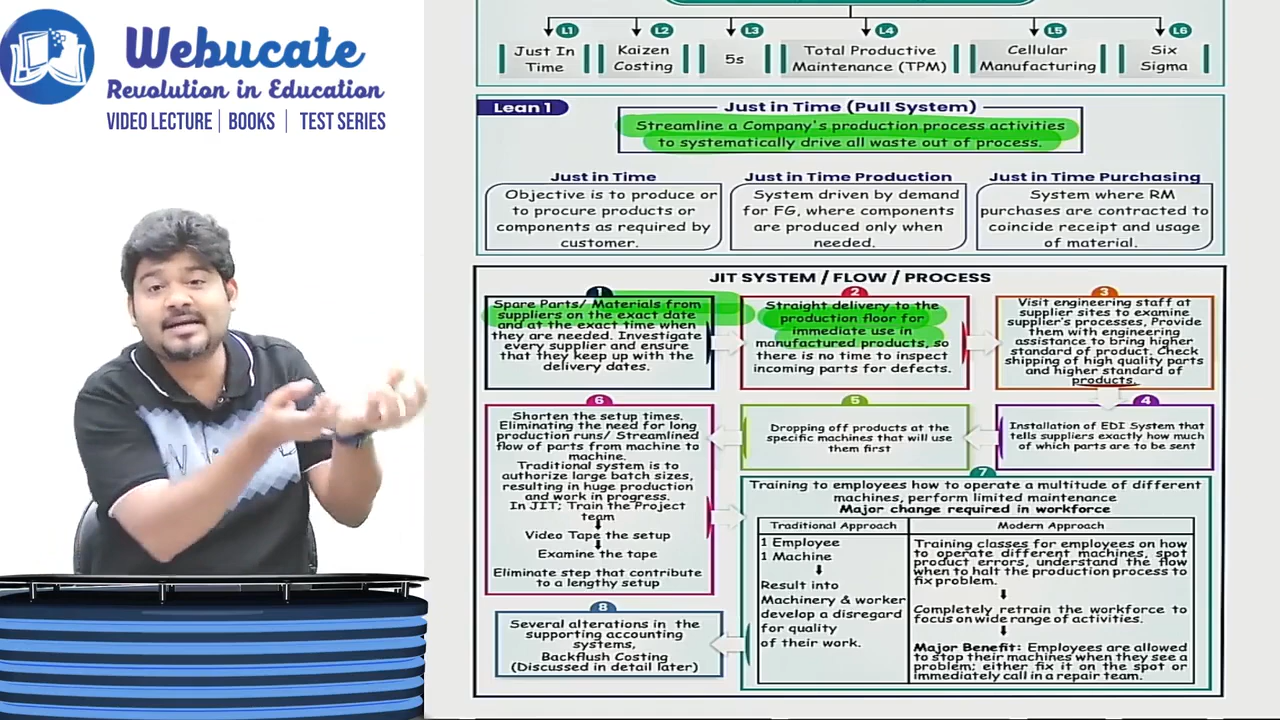 Webucate
Revolution in Education
VIDEO LECTURE | BOOKS | TEST SERIES
L1
L2
L3
L4
L5
L6
Just In
Time
Kaizen
Costing
5s
Total Productive
Maintenance (TPM)
Cellular
Manufacturing
Six
Sigma
Lean 1
Just in Time (Pull System)
Streamline a Company's production process activities
to systematically drive all waste out of process.
Just in Time
Objective is to produce or
to procure products or
components as required by
customer.
Just in Time Production
System driven by demand
for FG, where components
are produced only when
needed.
Just in Time Purchasing
System where RM
purchases are contracted to
coincide receipt and usage
of material.
JIT SYSTEM / FLOW / PROCESS
1
Spare Parts/ Materials from
suppliers on the exact date
and at the exact time when
they are needed. Investigate
every supplier and ensure
that they keep up with the
delivery dates.
2
Straight delivery to the
production floor for
immediate use in
manufactured products, so
there is no time to inspect
incoming parts for defects.
3
Visit engineering staff at
supplier sites to examine
supplier's processes, Provide
them with engineering
assistance to bring higher
standard of product. Check
shipping of high quality parts
and higher standard of
products.
4
Installation of EDI System that
tells suppliers exactly how much
of which parts are to be sent
5
Dropping off products at
the specific machines that will use
them first
6
Shorten the setup times.
Eliminating the need for long
production runs/ Streamlined
flow of parts from machine to
machine.
Traditional system is to
authorize large batch sizes,
resulting in huge production
and work in progress.
In JIT; Train the Project
team
Video Tape the setup
Examine the tape
Eliminate step that contribute
to a lengthy setup
7
Training to employees how to operate a multitude of different
machines, perform limited maintenance
Major change required in workforce
Traditional Approach
1 Employee
1 Machine
Result into
Machinery & worker
develop a disregard
for quality
of their work.
Modern Approach
Training classes for employees on how
to operate different machines, spot
product errors, understand the flow
when to halt the production process to
fix problem.
Completely retrain the workforce to
focus on wide range of activities.
Major Benefit: Employees are allowed
to stop their machines when they see a
problem; either fix it on the spot or
immediately call in a repair team.
8
Several alterations in the
supporting accounting
systems,
Backflush Costing
(Discussed in detail later)